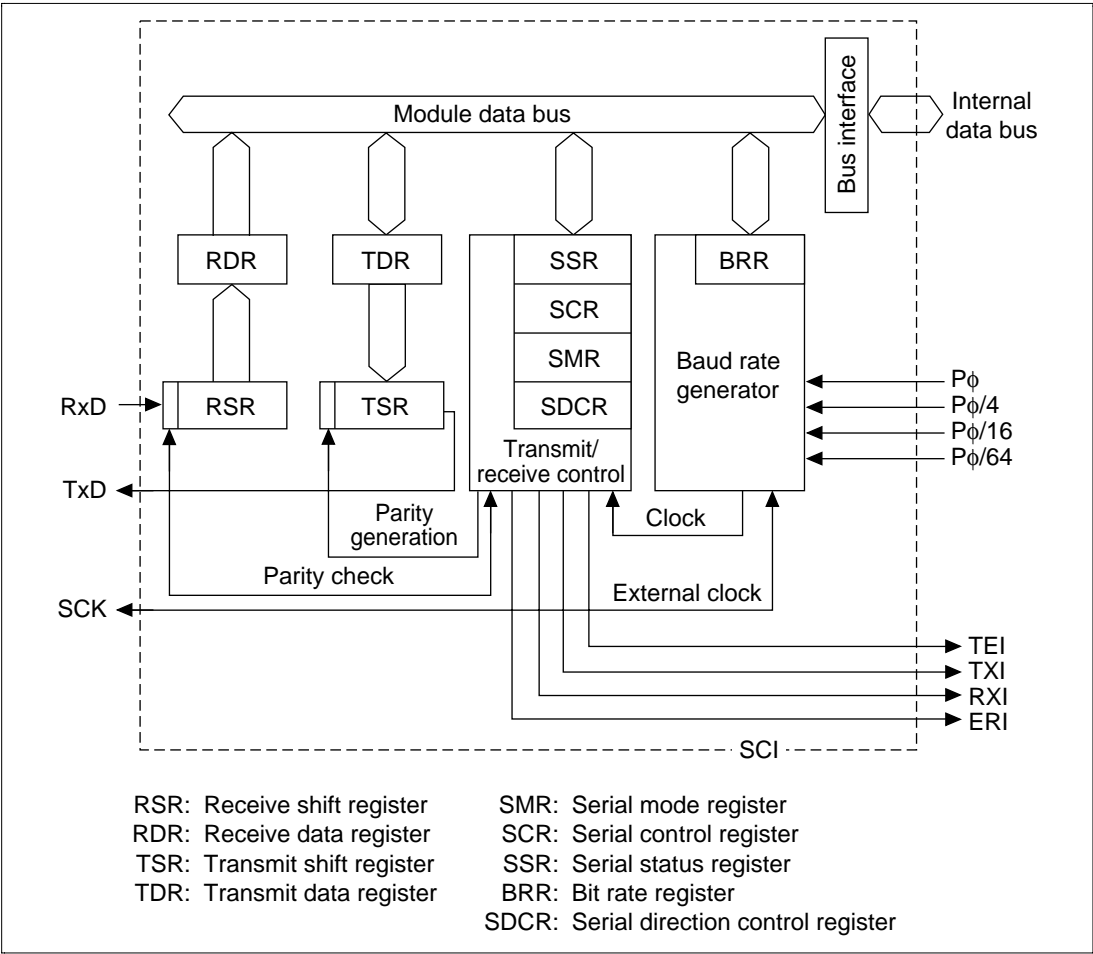 Bus interface
Module data bus
Internal
data bus
RDR
TDR
SSR
BRR
SCR
SMR
Baud rate
generator
RxD
RSR
TSR
SDCR
Pϕ
Pϕ/4
Pϕ/16
Pϕ/64
Transmit/
receive control
TxD
Parity
generation
Clock
Parity check
External clock
SCK
TEI
TXI
RXI
ERI
SCI
RSR: Receive shift register
RDR: Receive data register
TSR: Transmit shift register
TDR: Transmit data register
SMR: Serial mode register
SCR: Serial control register
SSR: Serial status register
BRR: Bit rate register
SDCR: Serial direction control register